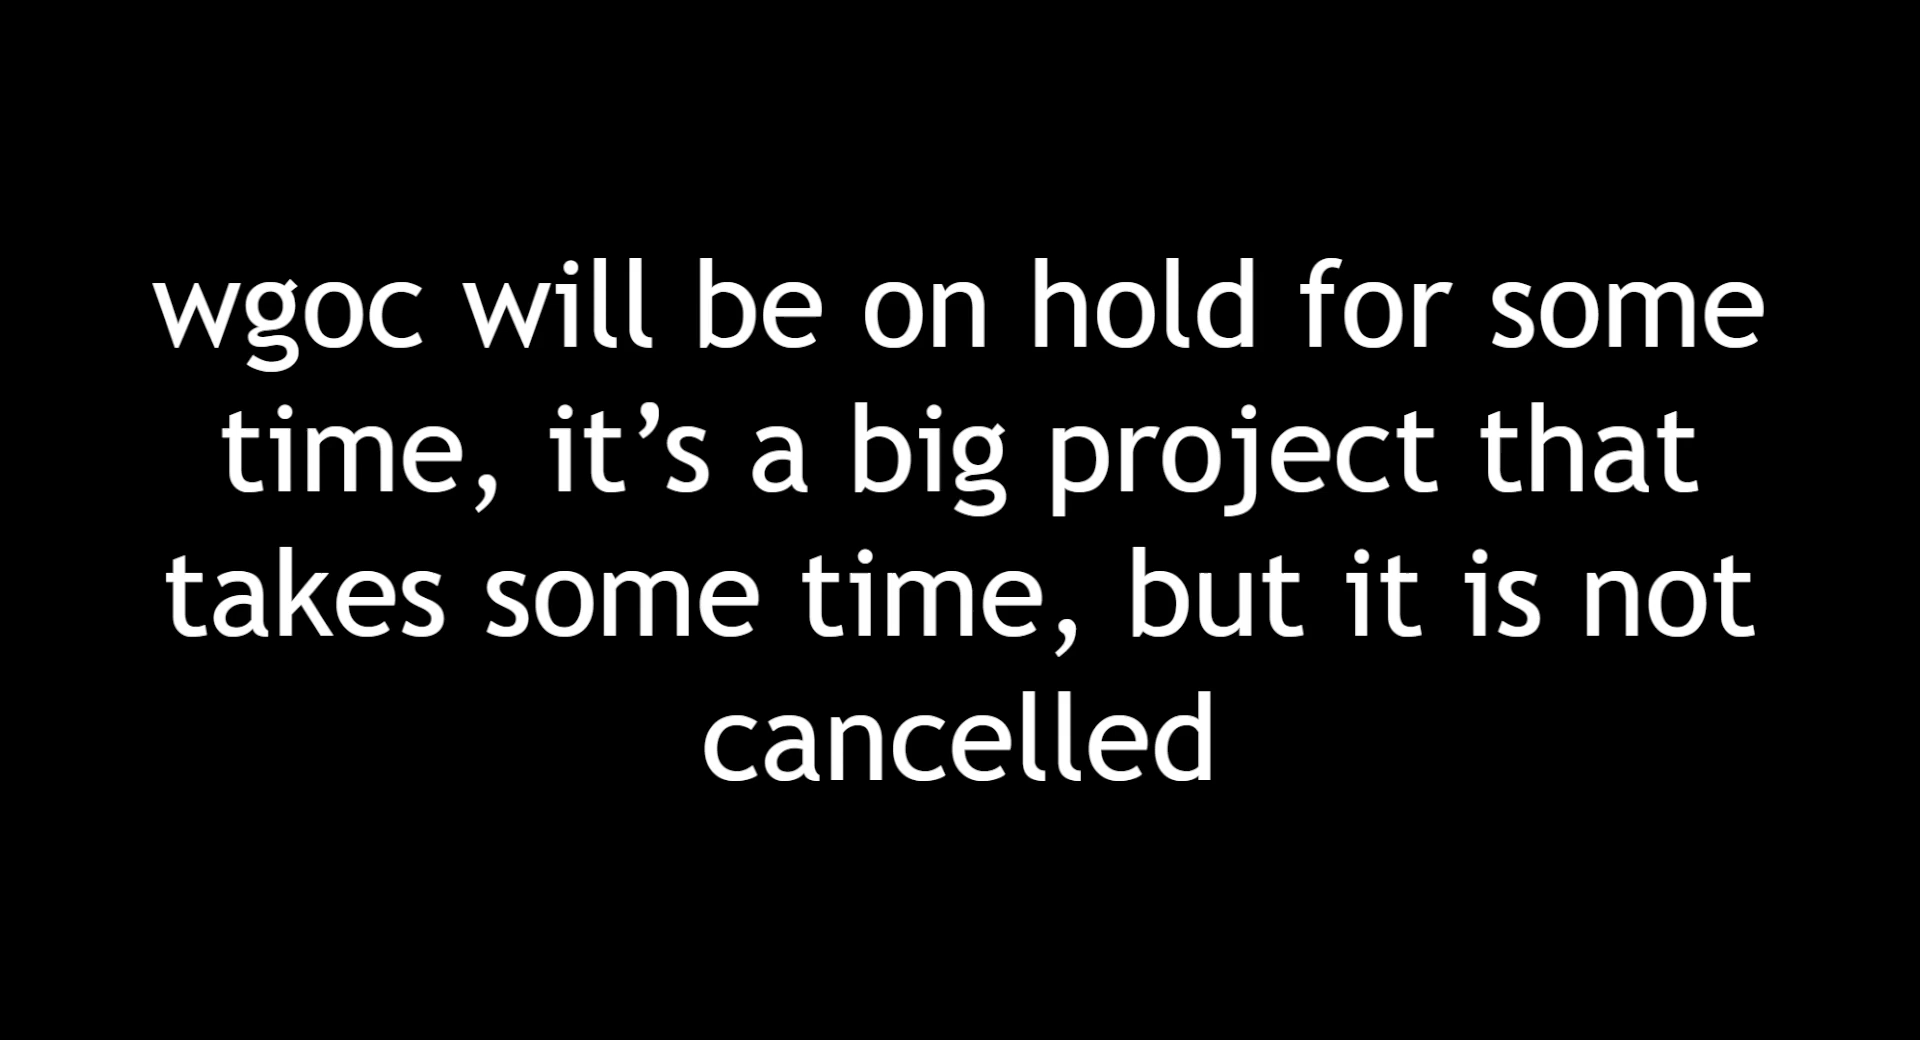 wgoc will be on hold for some
time, it’s a big project that
takes some time, but it is not
cancelled